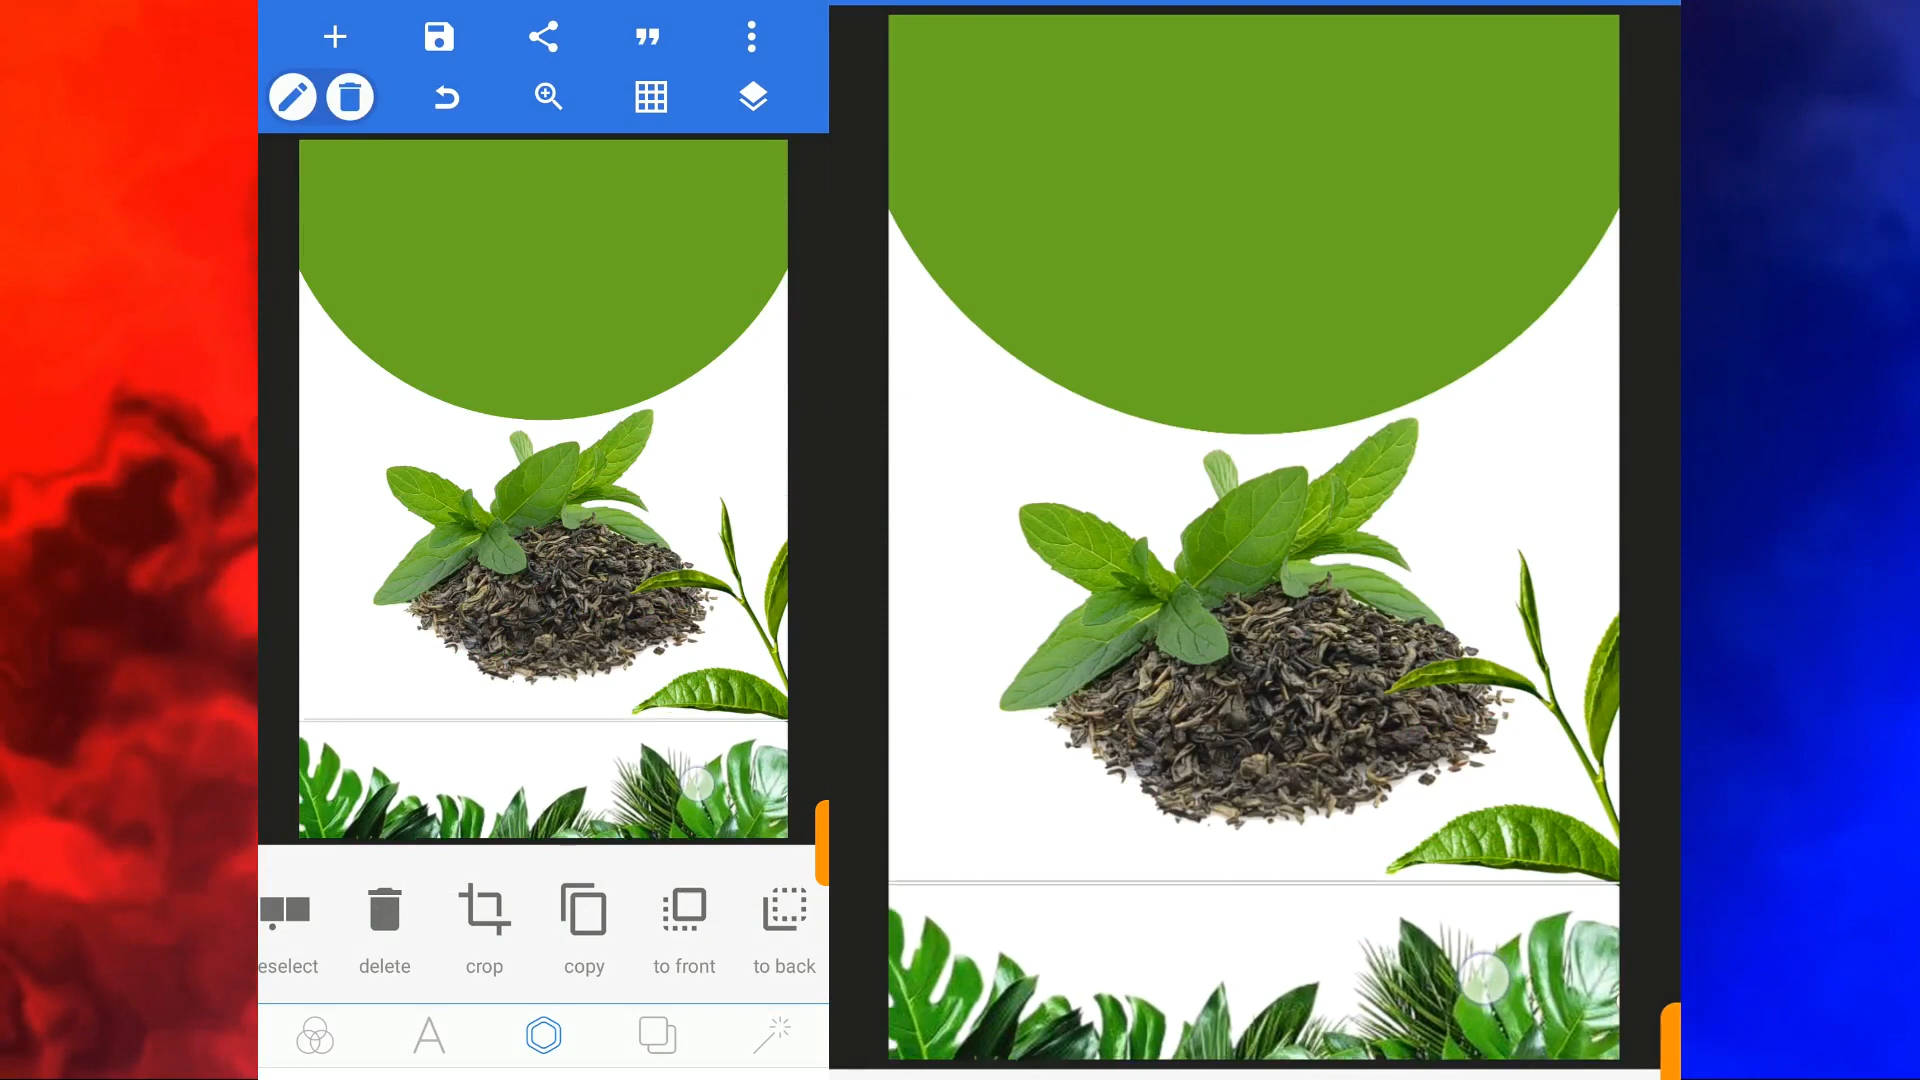 eselect
delete
crop
copy
to front
to back